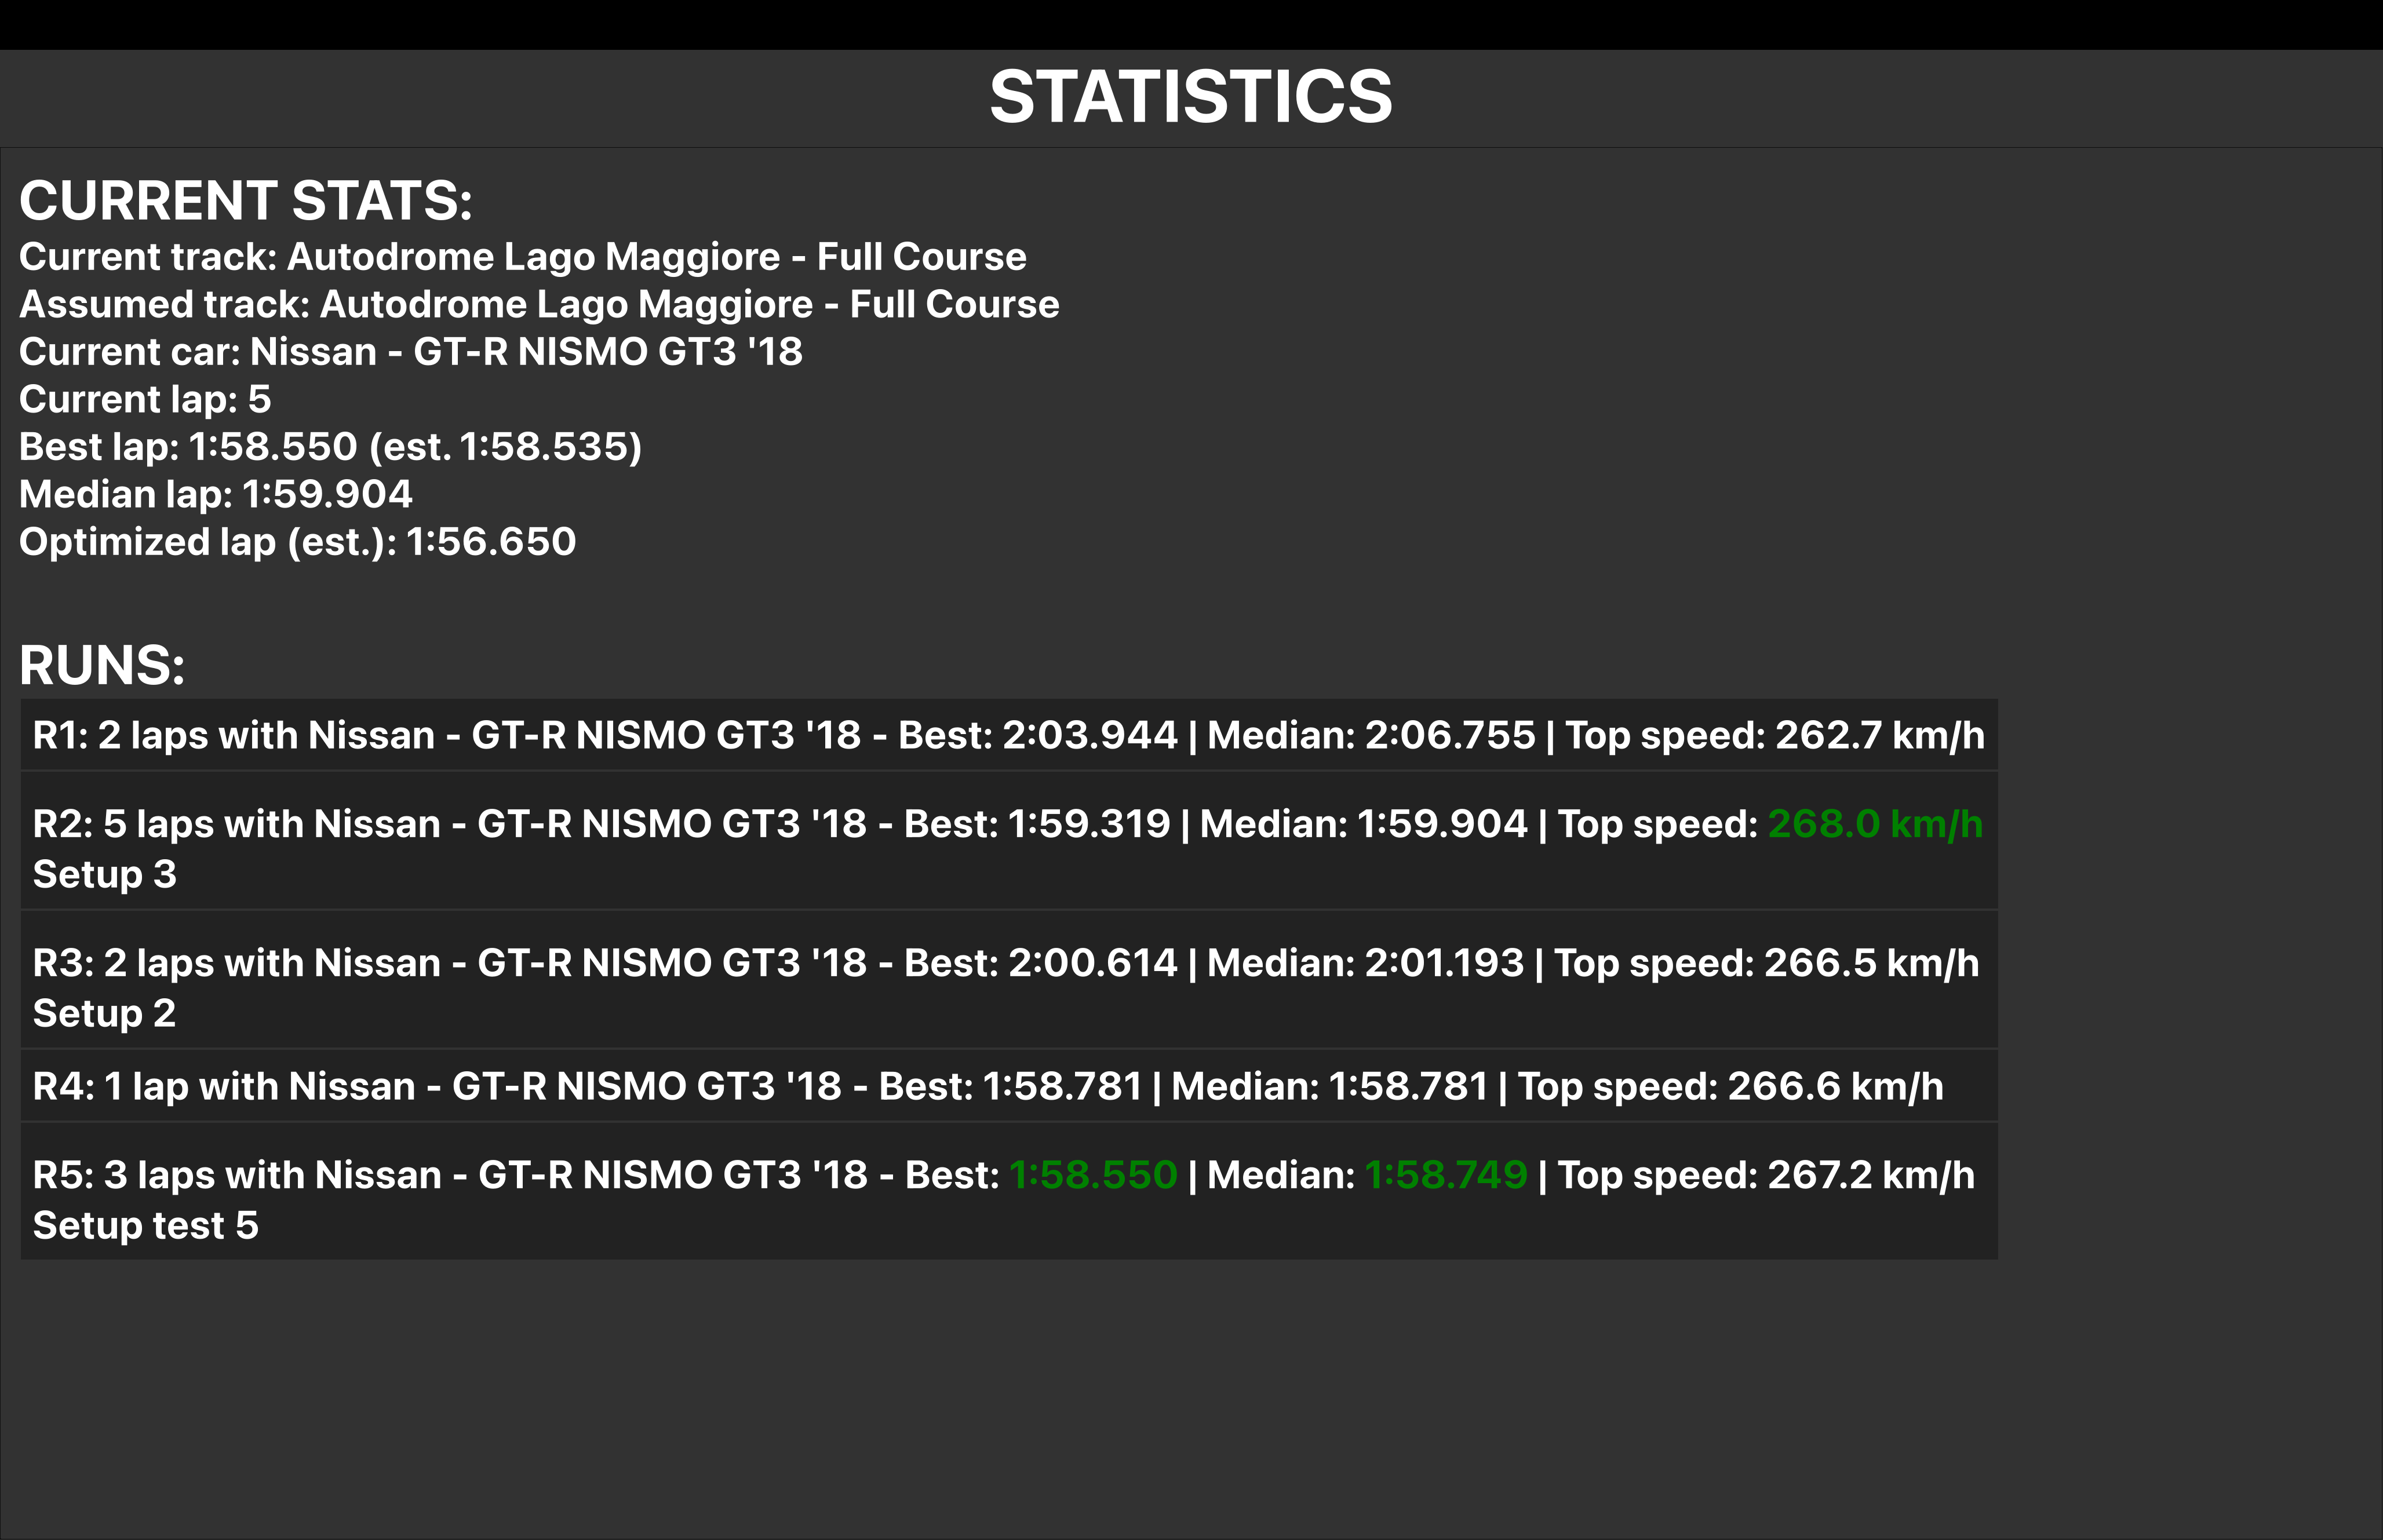 STATISTICS
CURRENT STATS:
Current track: Autodrome Lago Maggiore - Full Course
Assumed track: Autodrome Lago Maggiore - Full Course
Current car: Nissan - GT-R NISMO GT3 '18
Current lap: 5
Best lap: 1:58.550 (est. 1:58.535)
Median lap: 1:59.904
Optimized lap (est.): 1:56.650
RUNS:
R1: 2 laps with Nissan - GT-R NISMO GT3 '18 - Best: 2:03.944 | Median: 2:06.755 | Top speed: 262.7 km/h
R2: 5 laps with Nissan - GT-R NISMO GT3 '18 - Best: 1:59.319 | Median: 1:59.904 | Top speed: 268.0 km/h
Setup 3
R3: 2 laps with Nissan - GT-R NISMO GT3 '18 - Best: 2:00.614 | Median: 2:01.193 | Top speed: 266.5 km/h
Setup 2
R4: 1 lap with Nissan - GT-R NISMO GT3 '18 - Best: 1:58.781 | Median: 1:58.781 | Top speed: 266.6 km/h
R5: 3 laps with Nissan - GT-R NISMO GT3 '18 - Best: 1:58.550 | Median: 1:58.749 | Top speed: 267.2 km/h
Setup test 5